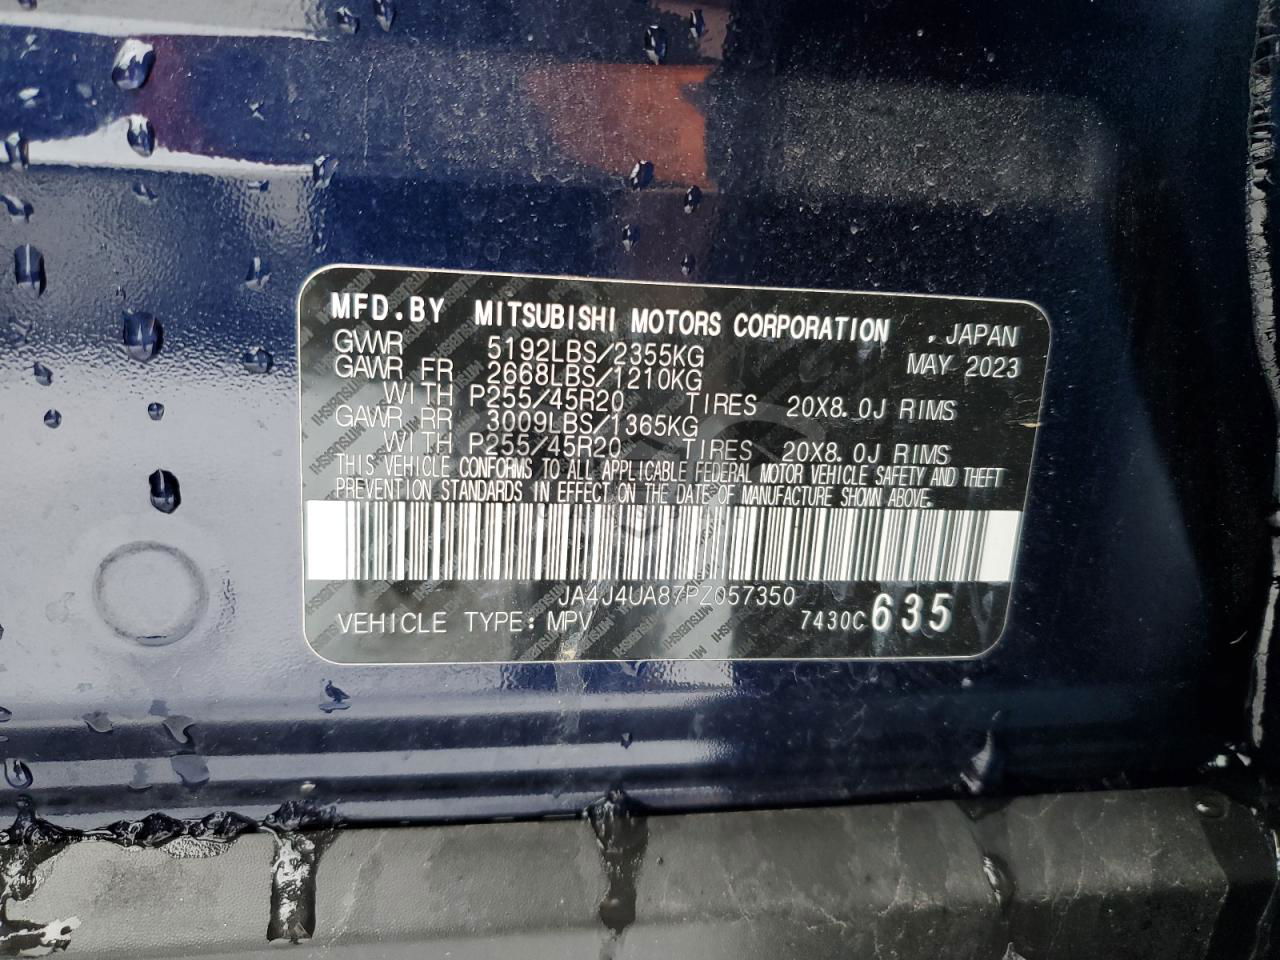 MFD.BY MITSUBISHI MOTORS CORPORATION .JAPAN
GVWR 5192LBS/2355KG MAY 2023
GAWR FR 2668LBS/1210KG
WITH P255/45R20 TIRES 20X8.0J RIMS
GAWR RR 3009LBS/1365KG
WITH P255/45R20 TIRES 20X8.0J RIMS
THIS VEHICLE CONFORMS TO ALL APPLICABLE FEDERAL MOTOR VEHICLE SAFETY AND THEFT
PREVENTION STANDARDS IN EFFECT ON THE DATE OF MANUFACTURE SHOWN ABOVE.
JA4J4UA87PZ057350
VEHICLE TYPE: MPV 7430C 635